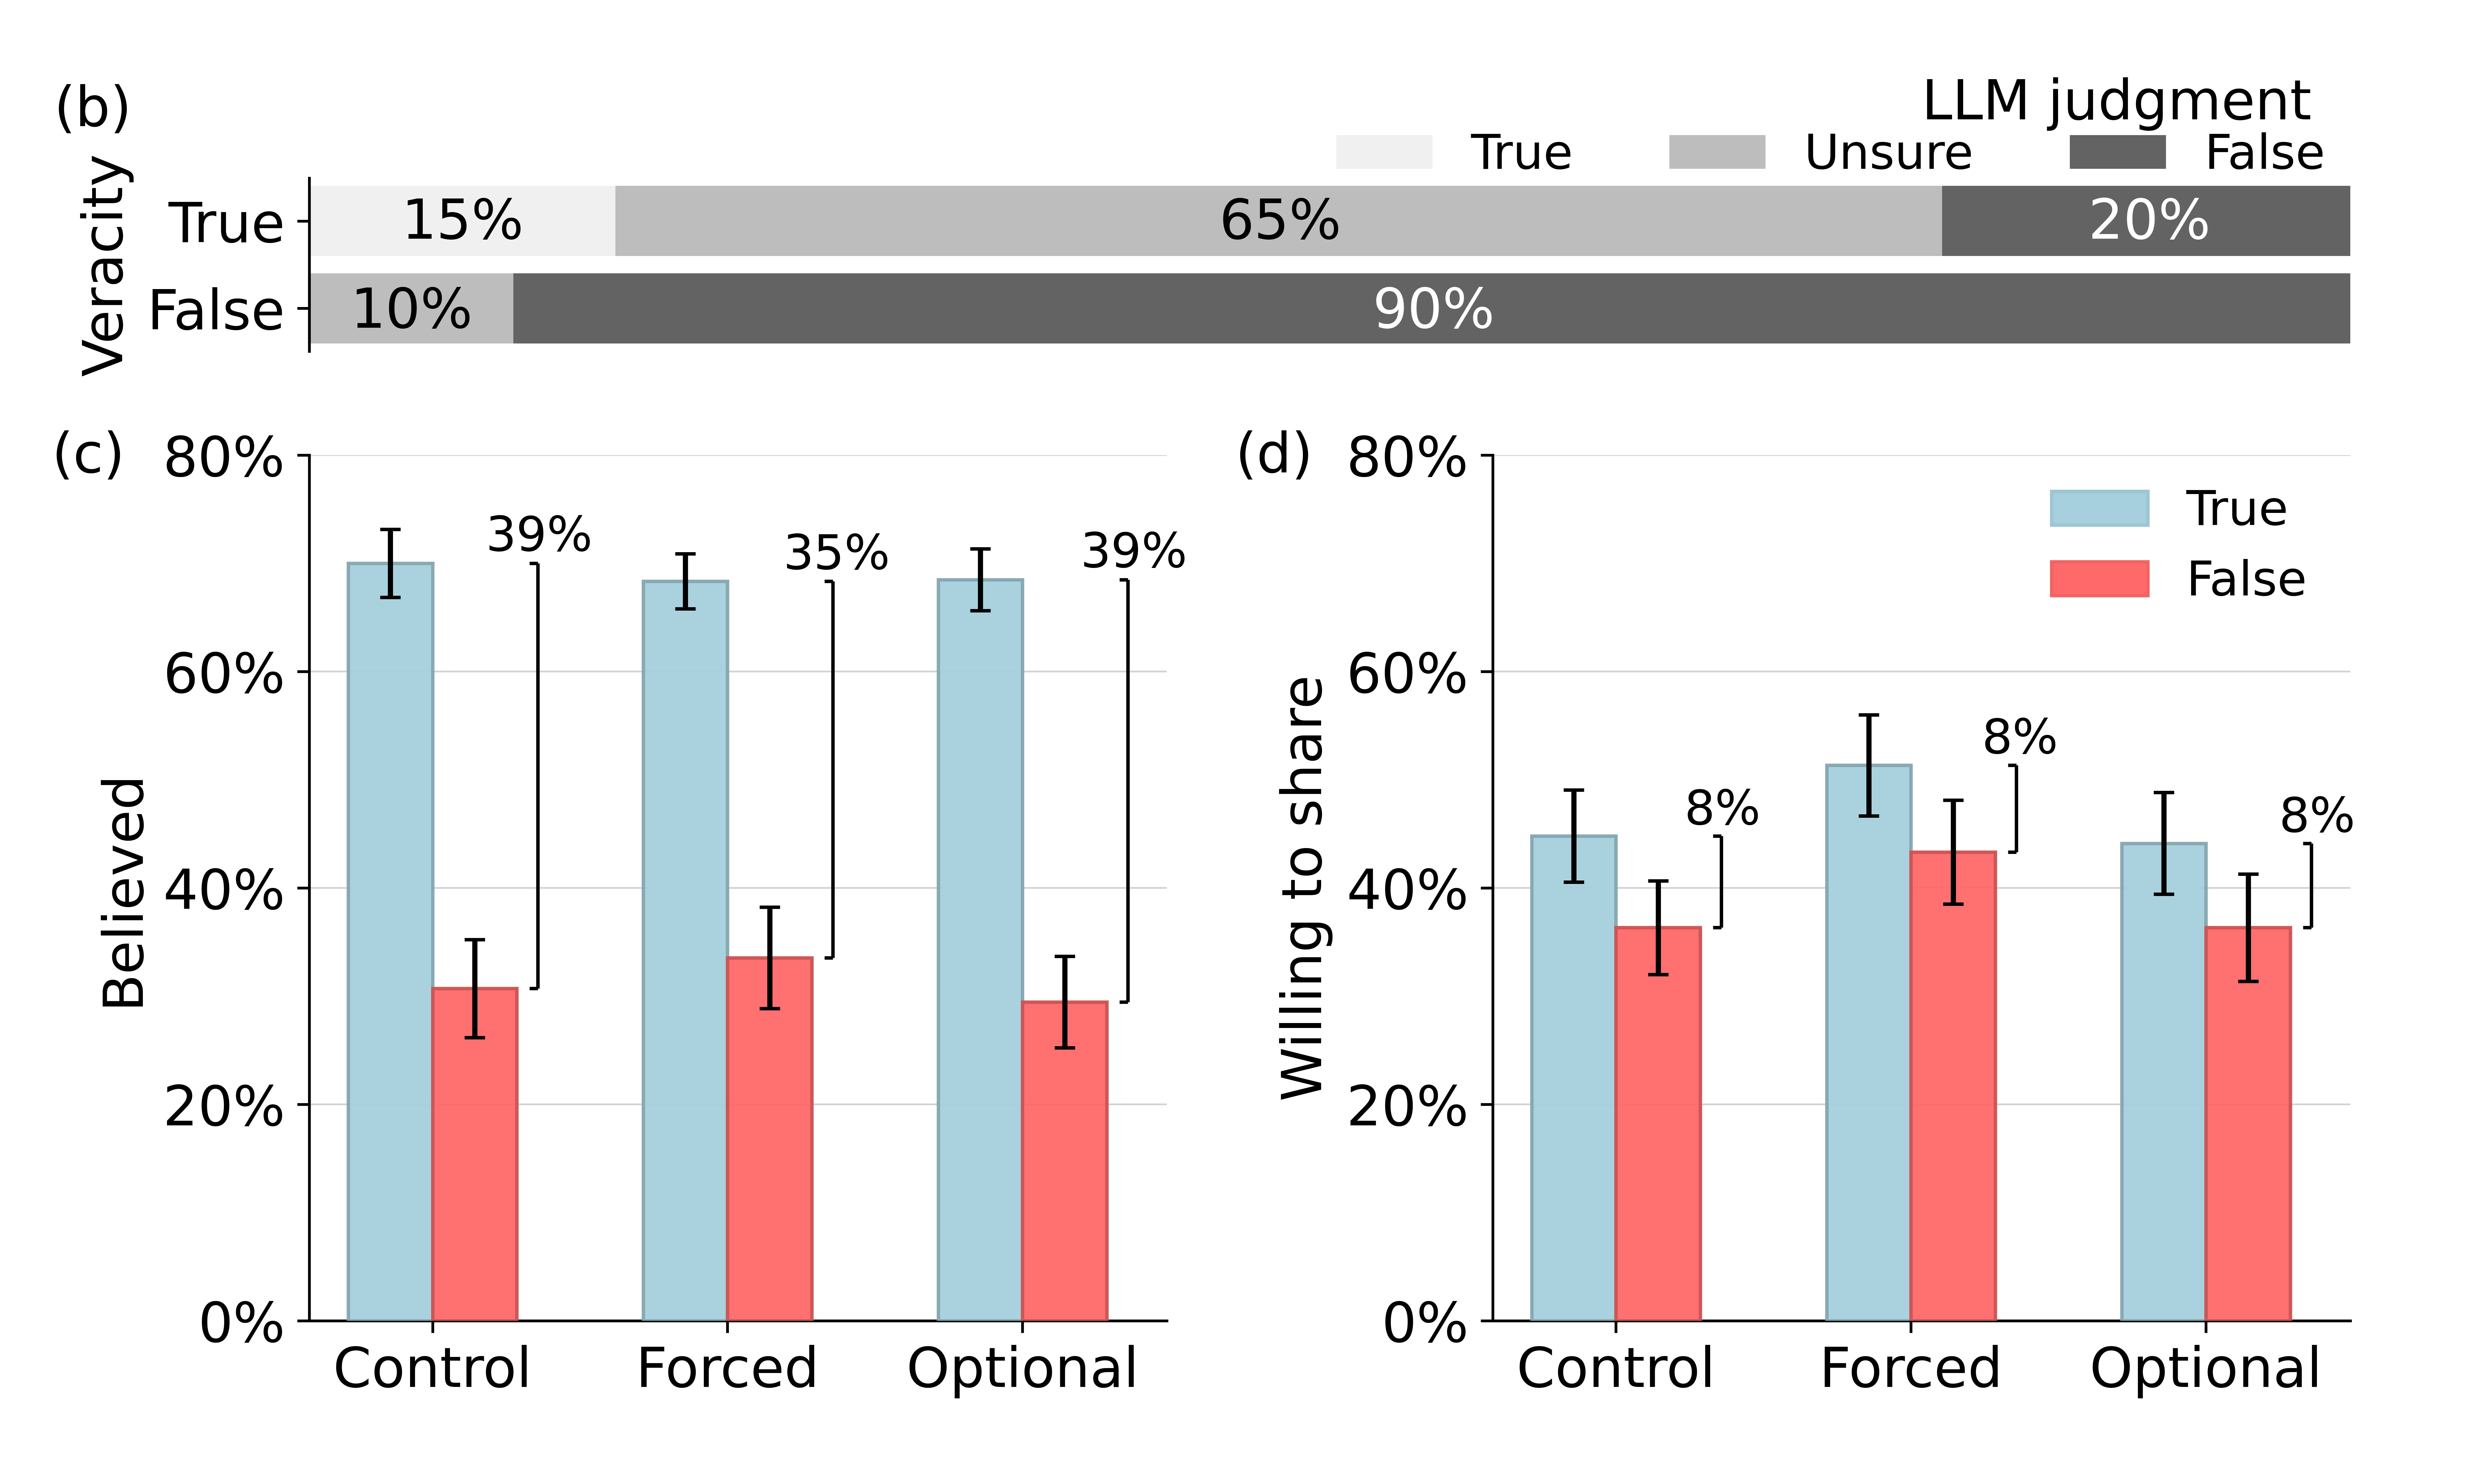 (b)
LLM judgment
True Unsure False
Veracity
True 15% 65% 20%
False 10% 90%
(c)
Believed
80%
60%
40%
20%
0%
39%
35%
39%
Control Forced Optional
(d)
Willing to share
80%
60%
40%
20%
0%
True
False
8%
8%
8%
Control Forced Optional